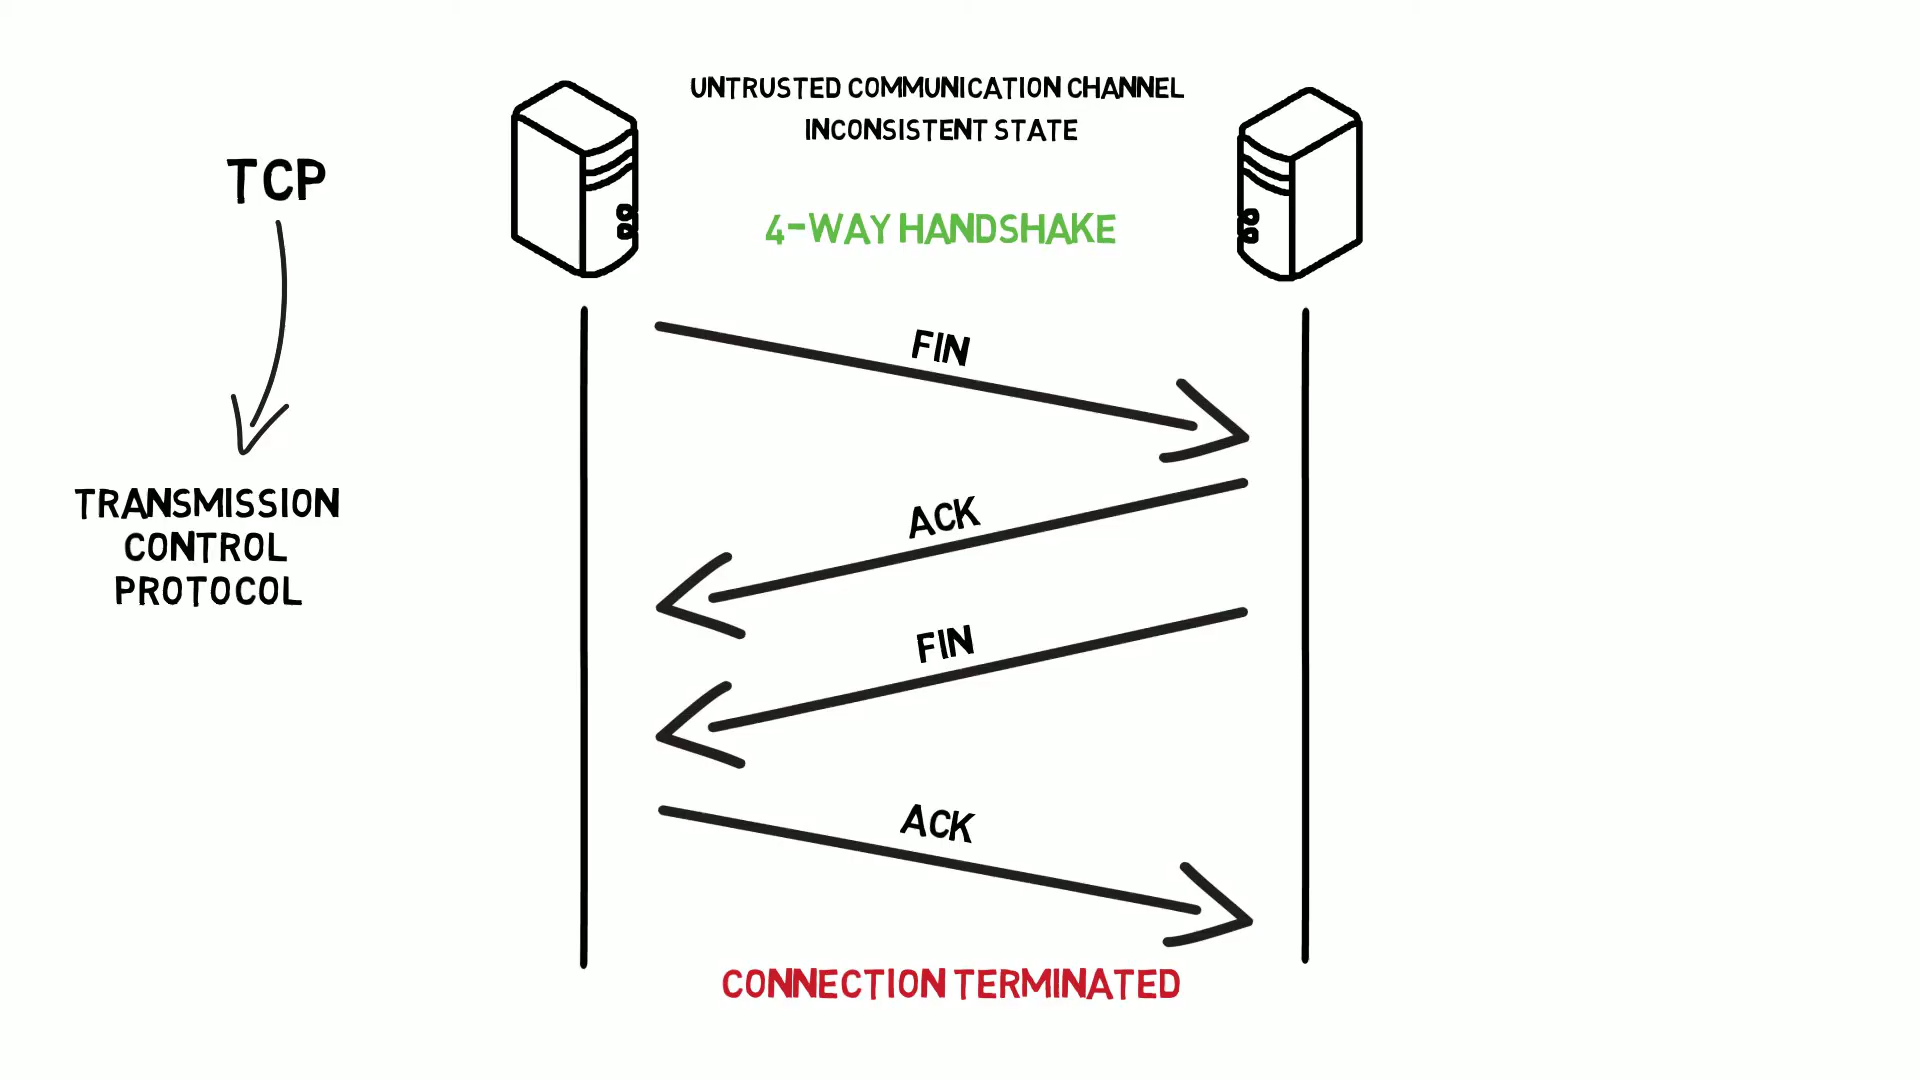 UNTRUSTED COMMUNICATION CHANNEL
INCONSISTENT STATE
TCP
4-WAY HANDSHAKE
FIN
ACK
TRANSMISSION
CONTROL
PROTOCOL
FIN
ACK
CONNECTION TERMINATED